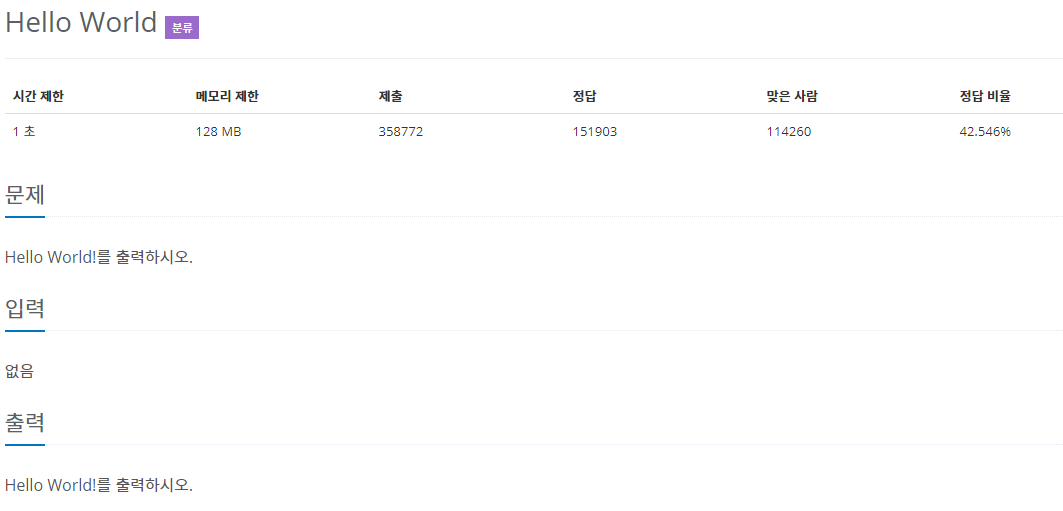 Hello World 분류
시간 제한 메모리 제한 제출 정답 맞은 사람 정답 비율
1 초 128 MB 358772 151903 114260 42.546%
문제
Hello World!를 출력하시오.
입력
없음
출력
Hello World!를 출력하시오.